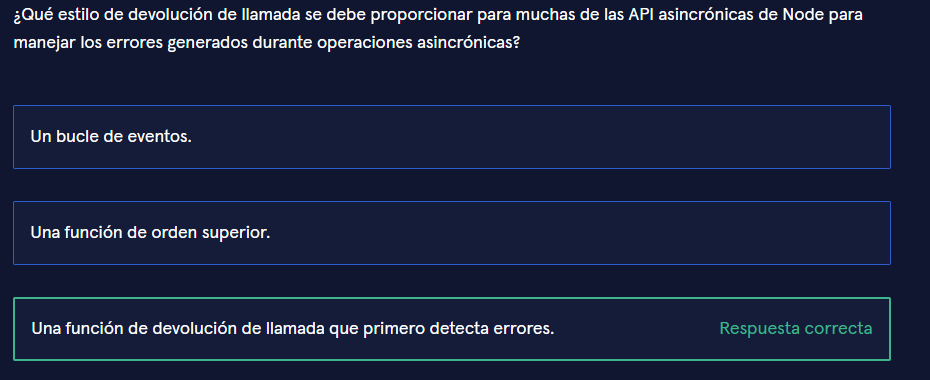 ¿Qué estilo de devolución de llamada se debe proporcionar para muchas de las API asincrónicas de Node para
manejar los errores generados durante operaciones asincrónicas?
Un bucle de eventos.
Una función de orden superior.
Una función de devolución de llamada que primero detecta errores. Respuesta correcta